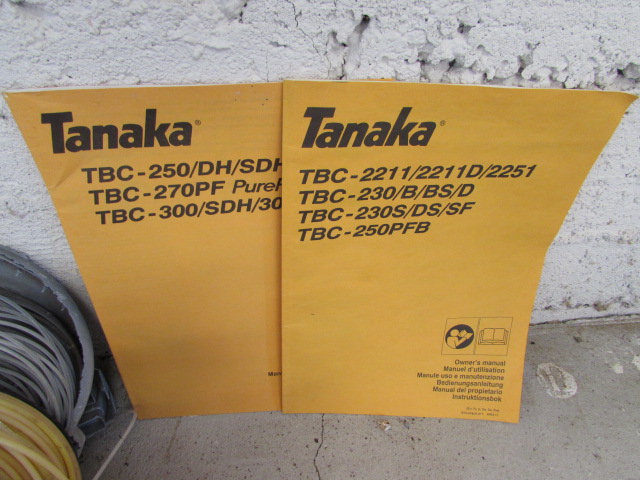 Tanaka®
TBC-250/DH/SDH
TBC-270PF
TBC-300/SDH/30
Tanaka®
TBC-2211/2211D/2251
TBC-230/B/BS/D
TBC-230S/DS/SF
TBC-250PFB
Owner's manual
Manuel d'utilisation
Manuale uso e manutenzione
Bedienungsanleitung
Manual del propietario
Instruktionsbok